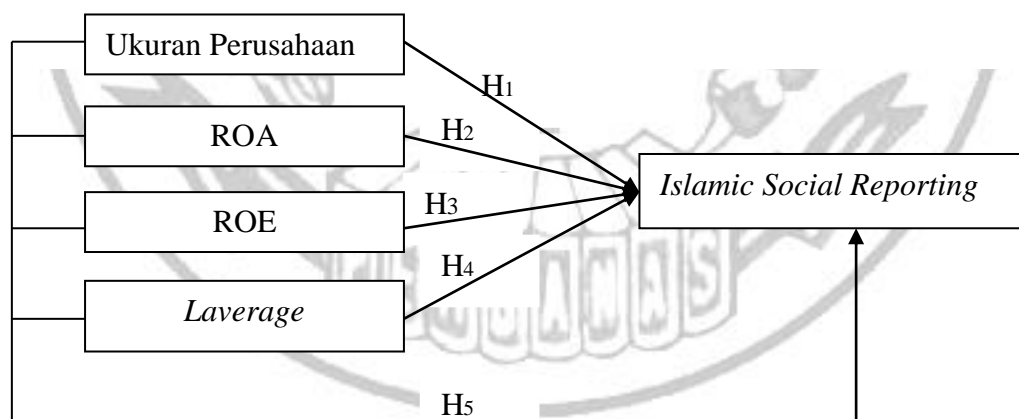 Ukuran Perusahaan
H1
ROA
H2
Islamic Social Reporting
ROE
H3
H4
Laverage
H5